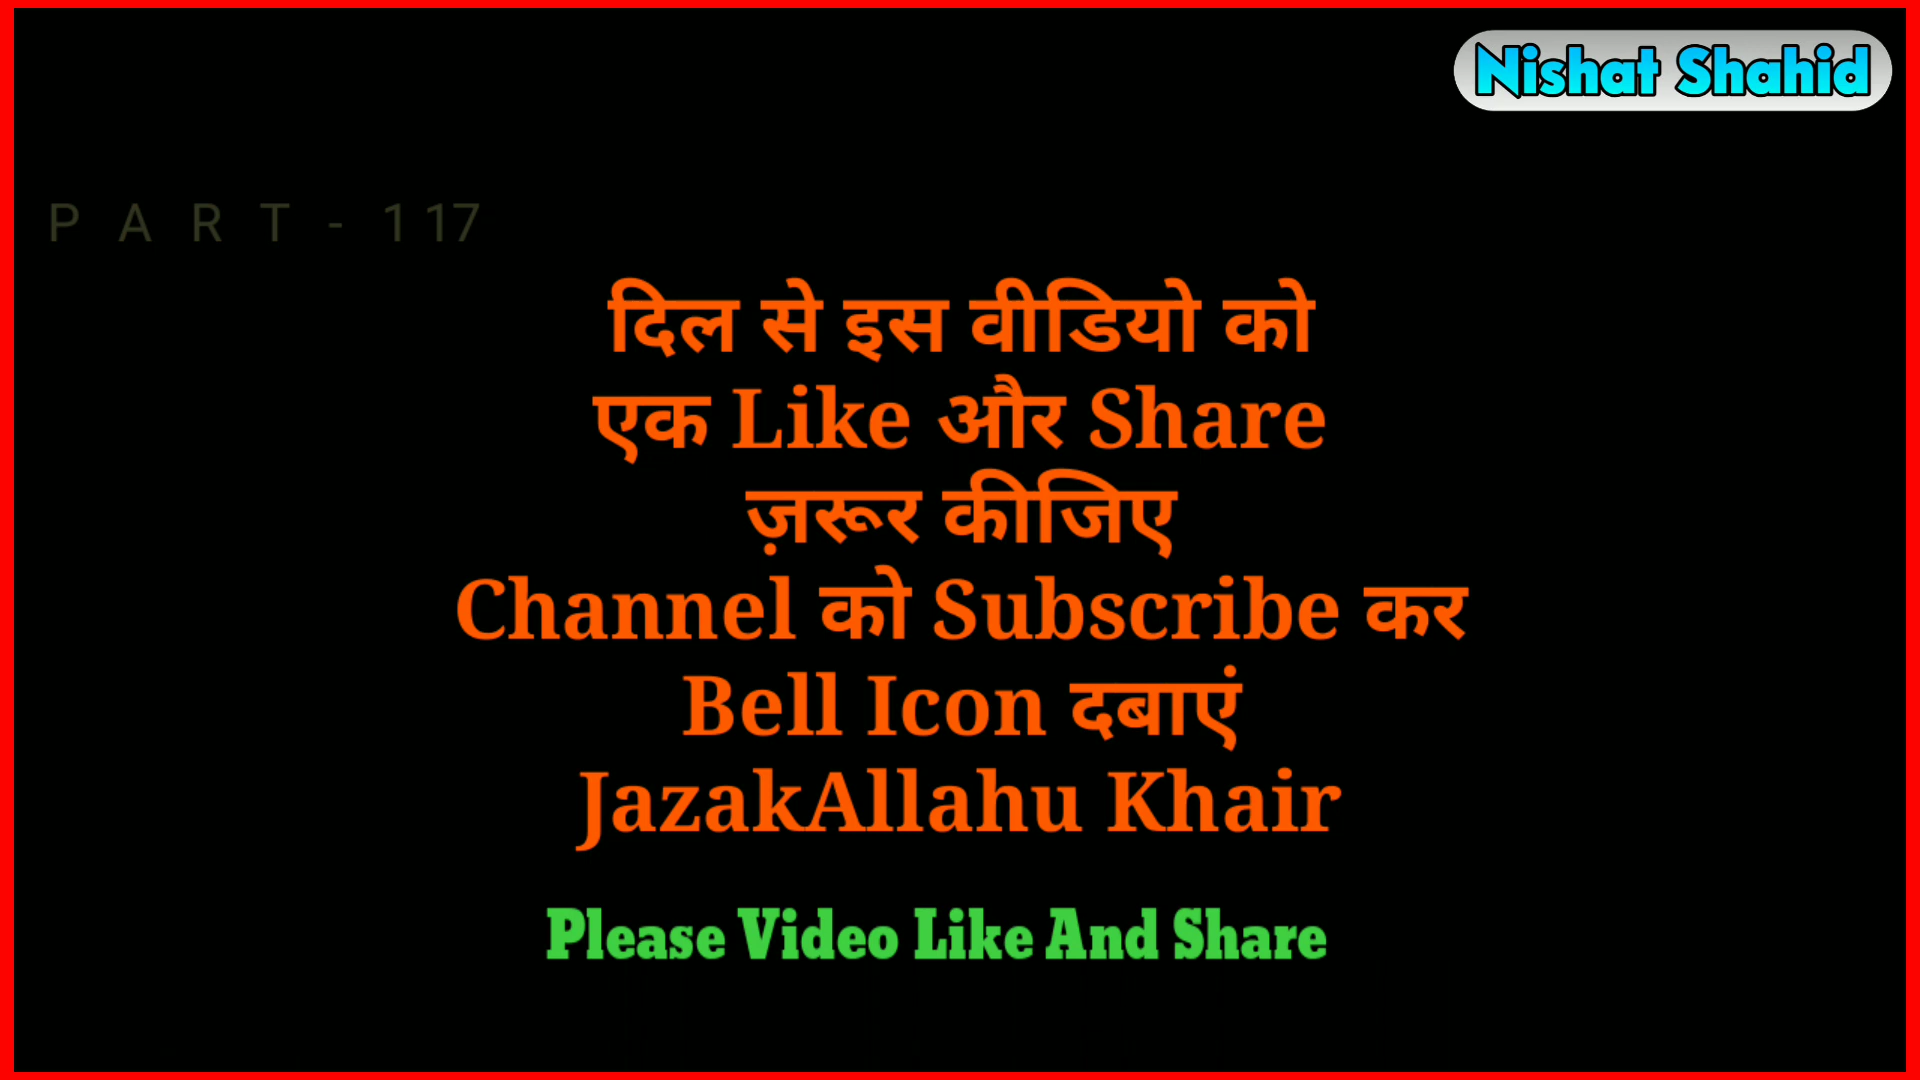 Nishat Shahid
PART-117
दिल से इस वीडियो को
एक Like और Share
ज़रूर कीजिए
Channel को Subscribe कर
Bell Icon दबाएं
JazakAllahu Khair
Please Video Like And Share